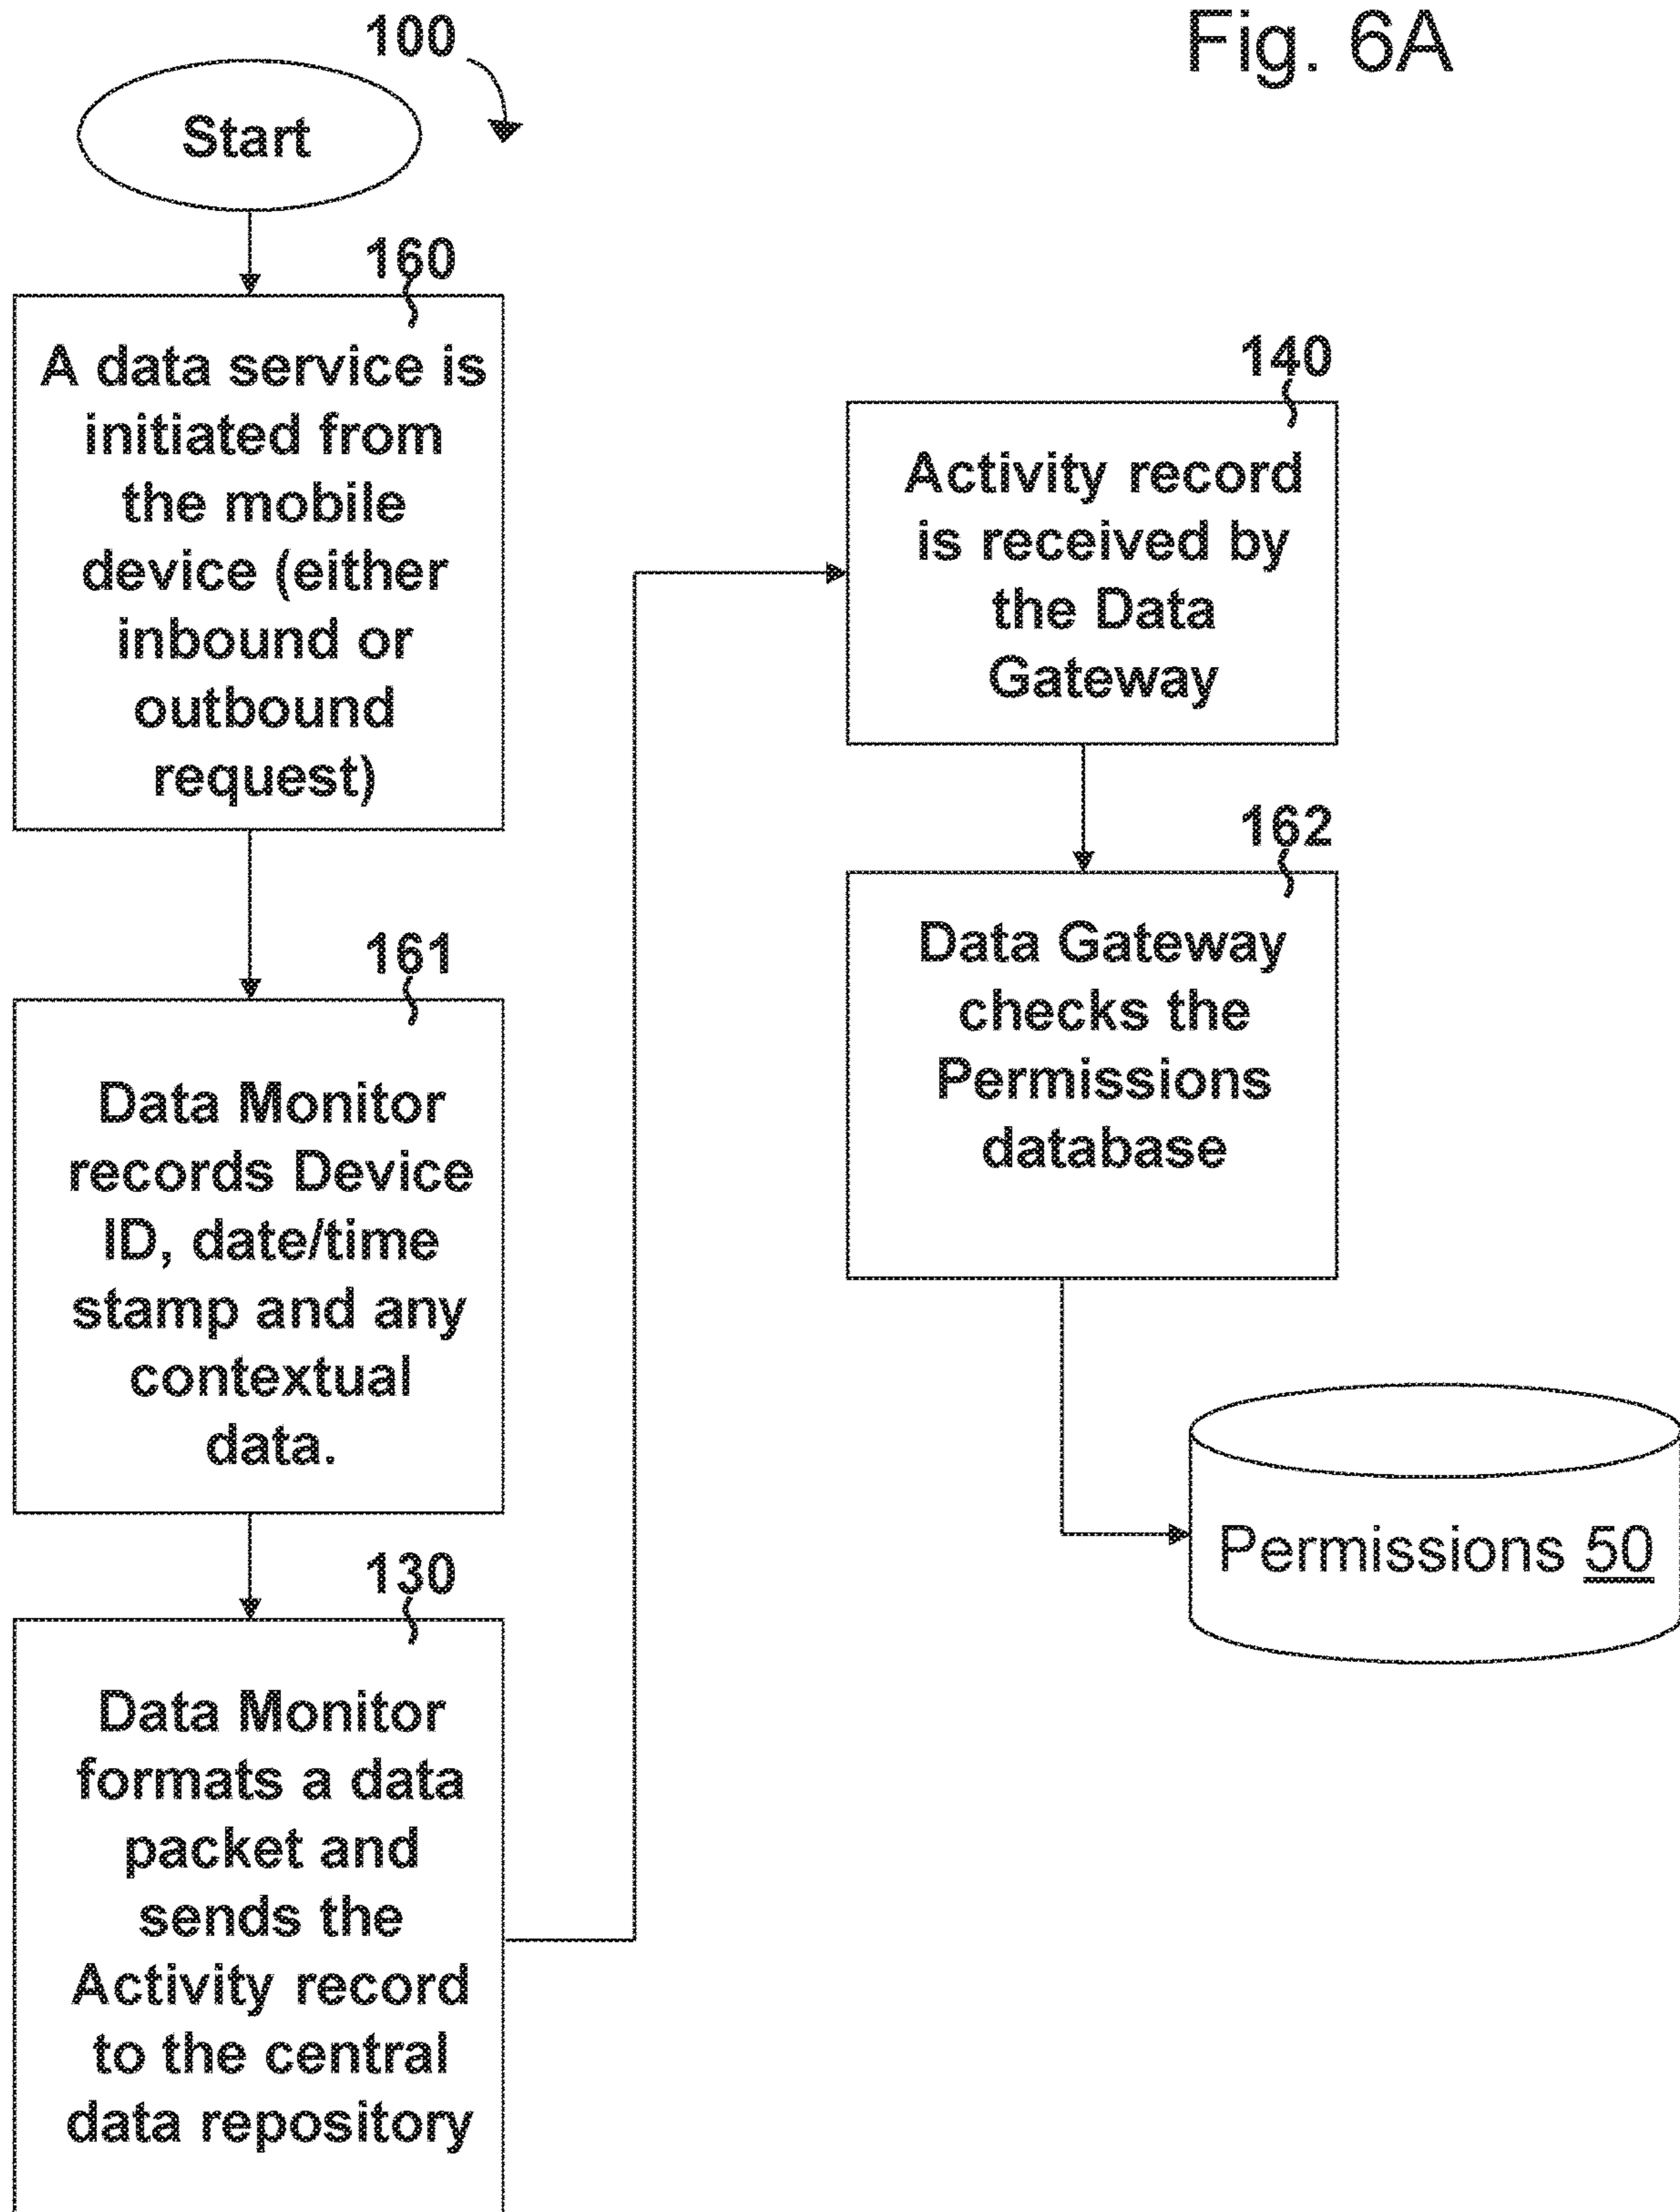 Fig. 6A
100
Start
160
A data service is
initiated from
the mobile
device (either
inbound or
outbound
request)
161
Data Monitor
records Device
ID, date/time
stamp and any
contextual
data.
130
Data Monitor
formats a data
packet and
sends the
Activity record
to the central
data repository
140
Activity record
is received by
the Data
Gateway
162
Data Gateway
checks the
Permissions
database
Permissions 50